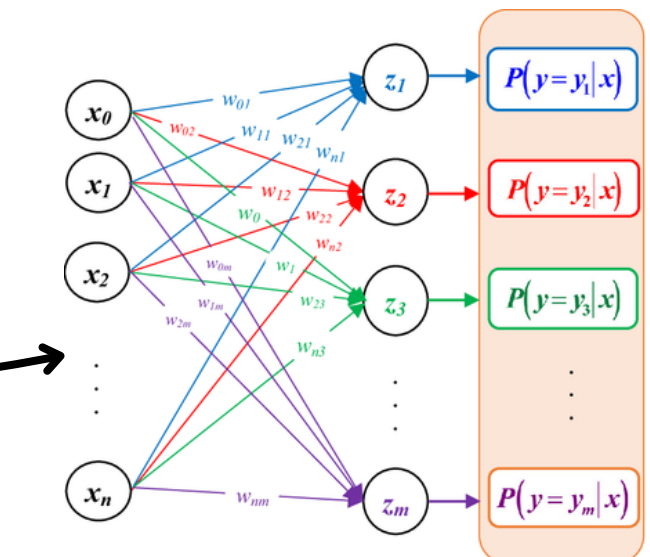 x₀
x₁
x₂
xₙ
w₀₁
w₁₁
w₂₁
wₙ₁
w₀₂
w₁₂
w₂₂
wₙ₂
w₀
w₁
w₂₃
wₙ₃
w₀ₘ
w₁ₘ
w₂ₘ
wₙₘ
z₁
z₂
z₃
zₘ
P(y=y₁|x)
P(y=y₂|x)
P(y=y₃|x)
P(y=yₘ|x)